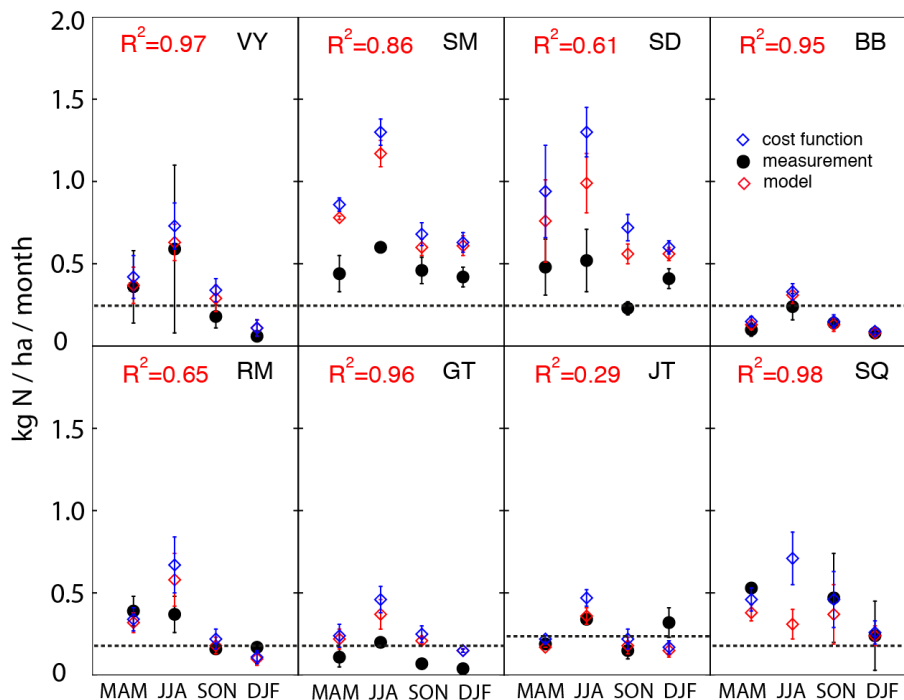 2.0
R²=0.97 VY
R²=0.86 SM
R²=0.61 SD
R²=0.95 BB
1.5
cost function
measurement
model
1.0
0.5
0
kg N / ha / month
R²=0.65 RM
R²=0.96 GT
R²=0.29 JT
R²=0.98 SQ
1.5
1.0
0.5
0
MAM JJA SON DJF MAM JJA SON DJF MAM JJA SON DJF MAM JJA SON DJF